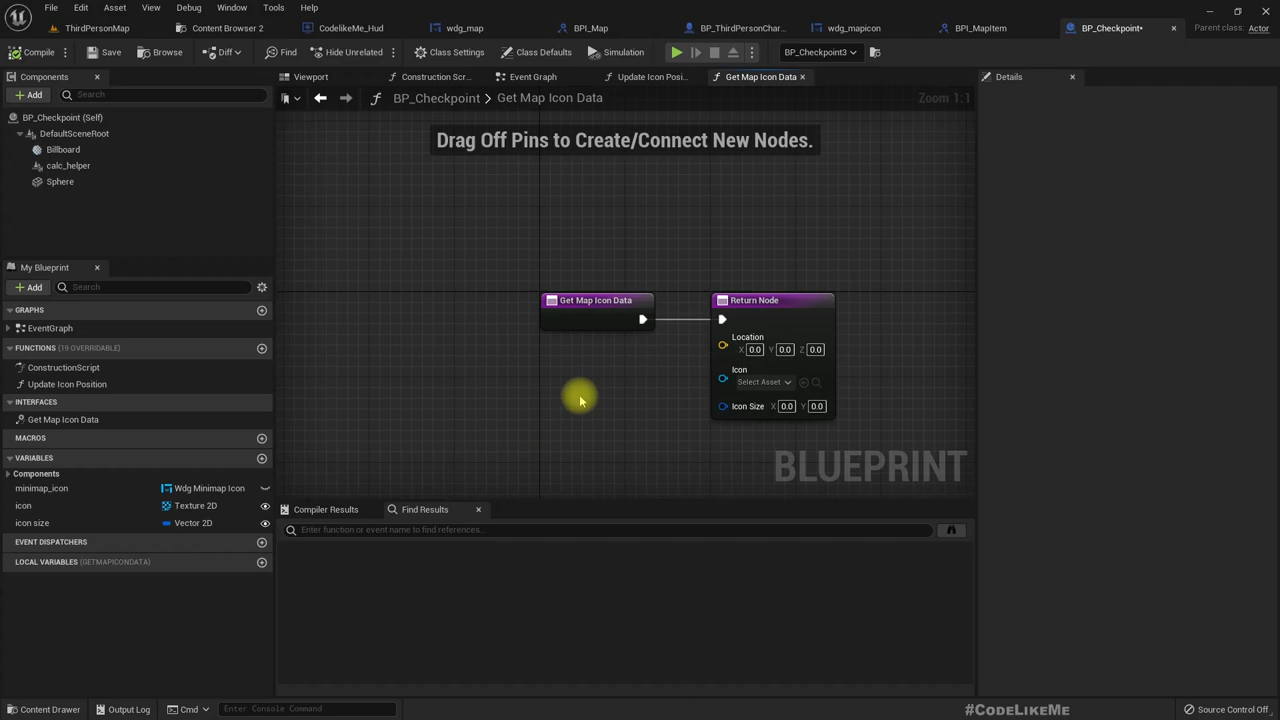 File Edit Asset View Debug Window Tools Help
ThirdPersonMap Content Browser 2 CodelikeMe_Hud wdg_map BPI_Map BP_ThirdPersonChar... wdg_mapicon BPI_MapItem BP_Checkpoint* Parent class: Actor
Compile Save Browse Diff Find Hide Unrelated Class Settings Class Defaults Simulation BP_Checkpoint3
Components
Add Search
BP_Checkpoint (Self)
DefaultSceneRoot
Billboard
calc_helper
Sphere
My Blueprint
Add Search
GRAPHS
EventGraph
FUNCTIONS (19 OVERRIDABLE)
ConstructionScript
Update Icon Position
INTERFACES
Get Map Icon Data
MACROS
VARIABLES
Components
minimap_icon Wdg Minimap Icon
icon Texture 2D
icon size Vector 2D
EVENT DISPATCHERS
LOCAL VARIABLES (GETMAPICONDATA)
Viewport Construction Scr... Event Graph Update Icon Posi... Get Map Icon Data
BP_Checkpoint > Get Map Icon Data Zoom 1:1
Drag Off Pins to Create/Connect New Nodes.
Get Map Icon Data
Return Node
Location
X 0.0 Y 0.0 Z 0.0
Icon
Select Asset
Icon Size X 0.0 Y 0.0
BLUEPRINT
Compiler Results Find Results
Enter function or event name to find references...
Details
Content Drawer Output Log Cmd Enter Console Command #CODELIKEME Source Control Off